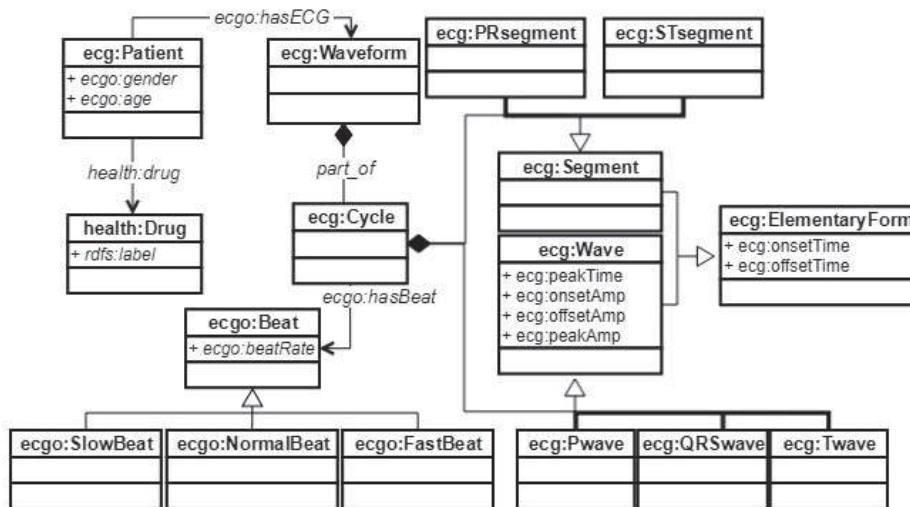 ecgo:hasECG
ecg:Patient
+ ecgo:gender
+ ecgo:age
ecg:Waveform
ecg:PRsegment
ecg:STsegment
health:drug
part_of
ecg:Segment
health:Drug
+ rdfs:label
ecg:Cycle
ecg:Wave
+ ecg:peakTime
+ ecg:onsetAmp
+ ecg:offsetAmp
+ ecg:peakAmp
ecg:ElementaryForm
+ ecg:onsetTime
+ ecg:offsetTime
ecgo:hasBeat
ecgo:Beat
+ ecgo:beatRate
ecgo:SlowBeat
ecgo:NormalBeat
ecgo:FastBeat
ecg:Pwave
ecg:QRSwave
ecg:Twave